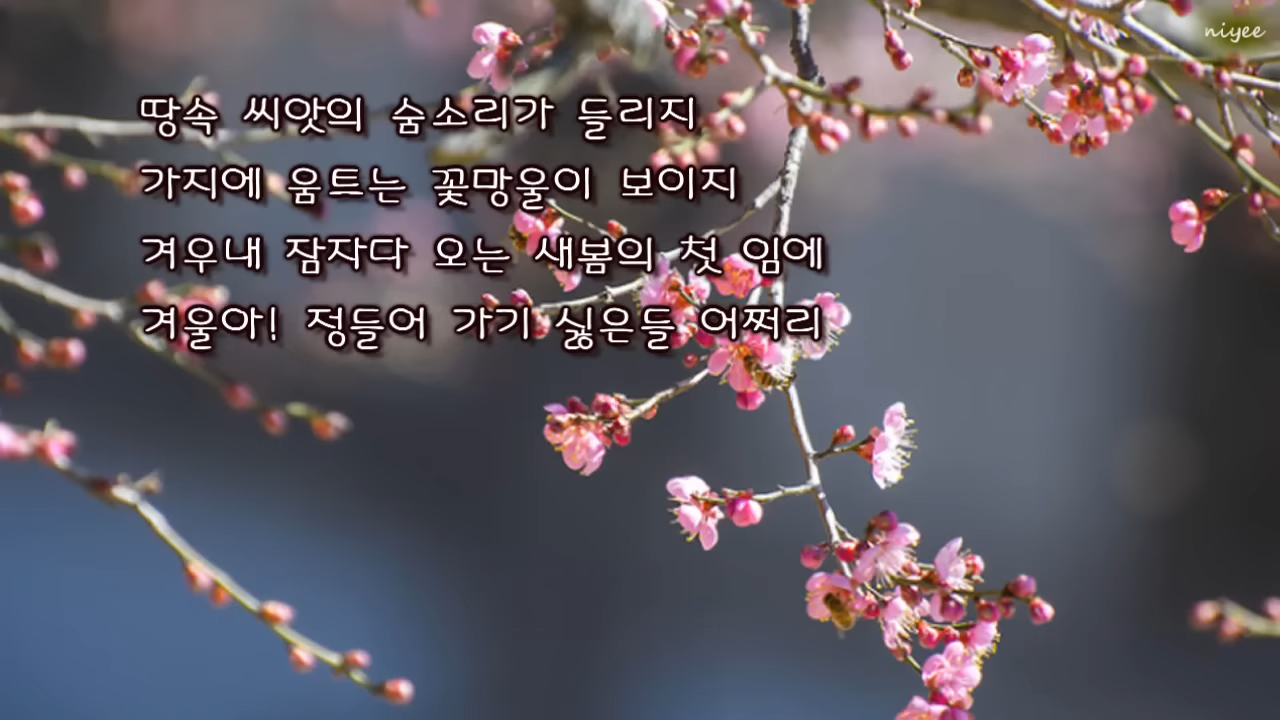 niyee
땅속 씨앗의 숨소리가 들리지
가지에 움트는 꽃망울이 보이지
겨우내 잠자다 오는 새봄의 첫 임에
겨울아! 정들어 가기 싫은들 어쩌리